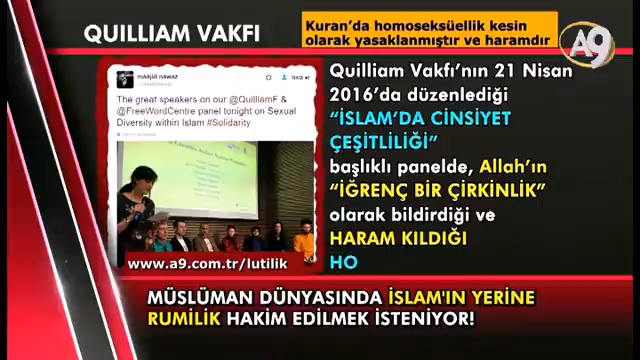 QUILLIAM VAKFI
Kuran'da homoseksüellik kesin
olarak yasaklanmıştır ve haramdır
A9
maajid nawaz
The great speakers on our @QuilliamF &
@FreeWordCentre panel tonight on Sexual
Diversity within Islam #Solidarity
www.a9.com.tr/lutilik
Quilliam Vakfı'nın 21 Nisan
2016'da düzenlediği
"İSLAM'DA CİNSİYET
ÇEŞİTLİLİĞİ"
başlıklı panelde, Allah'ın
"İĞRENÇ BİR ÇİRKİNLİK"
olarak bildirdiği ve
HARAM KILDIĞI
HO
MÜSLÜMAN DÜNYASINDA İSLAM'IN YERİNE
RUMİLİK HAKİM EDİLMEK İSTENİYOR!